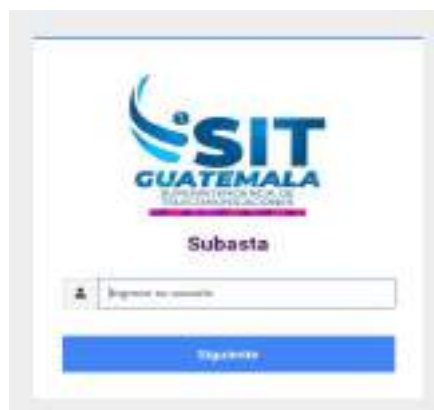 SIT
GUATEMALA
SUPERINTENDENCIA DE
TELECOMUNICACIONES
Subasta
Ingrese su usuario
Siguiente